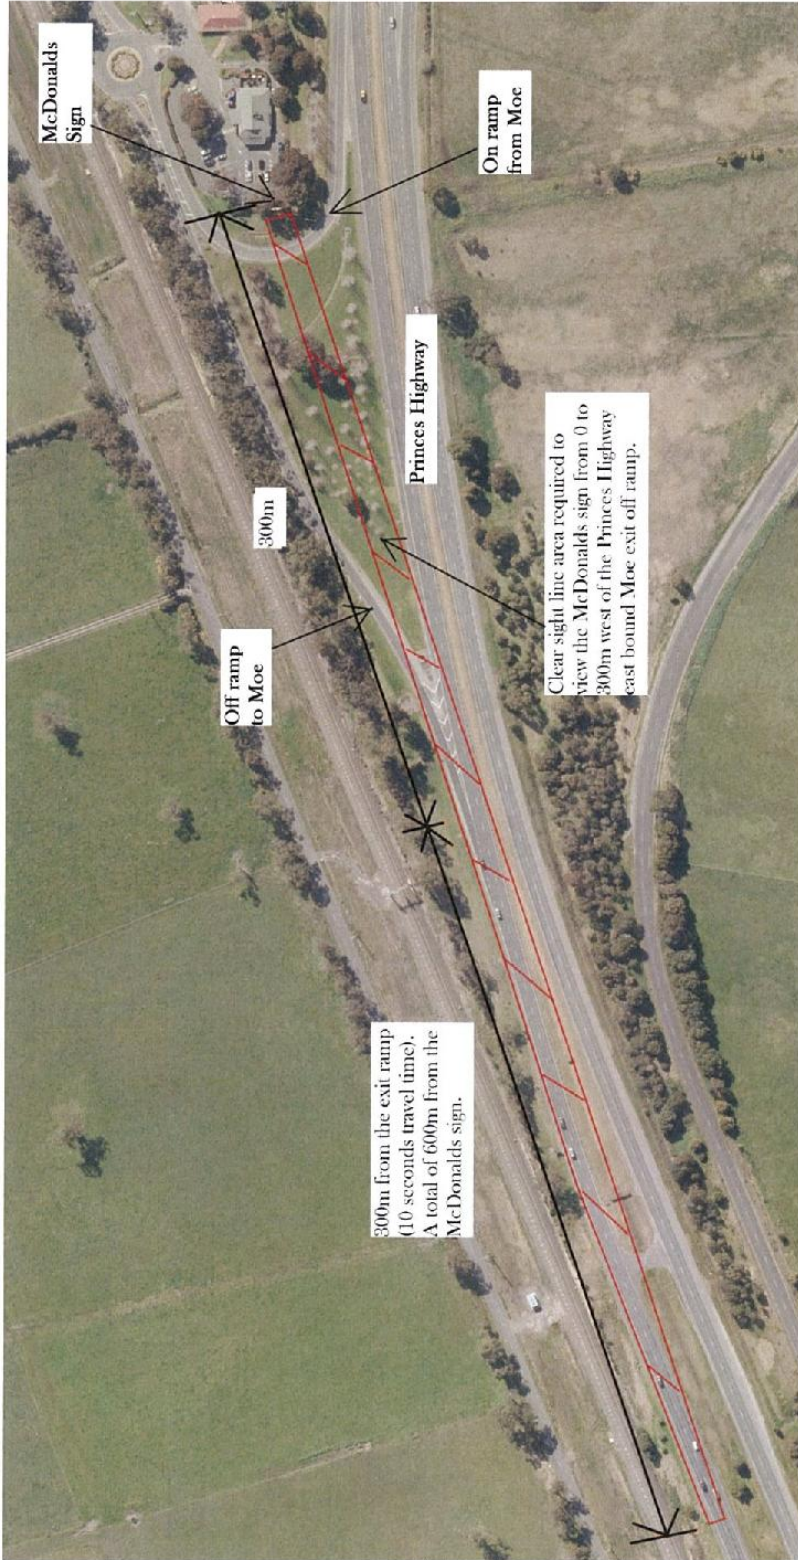 McDonalds
Sign
On ramp
from Moe
300m
Princes Highway
Off ramp
to Moe
Clear sight line area required to
view the McDonalds sign from 0 to
300m west of the Princes Highway
east bound Moe exit off ramp.
300m from the exit ramp
(10 seconds travel time).
A total of 600m from the
McDonalds sign.